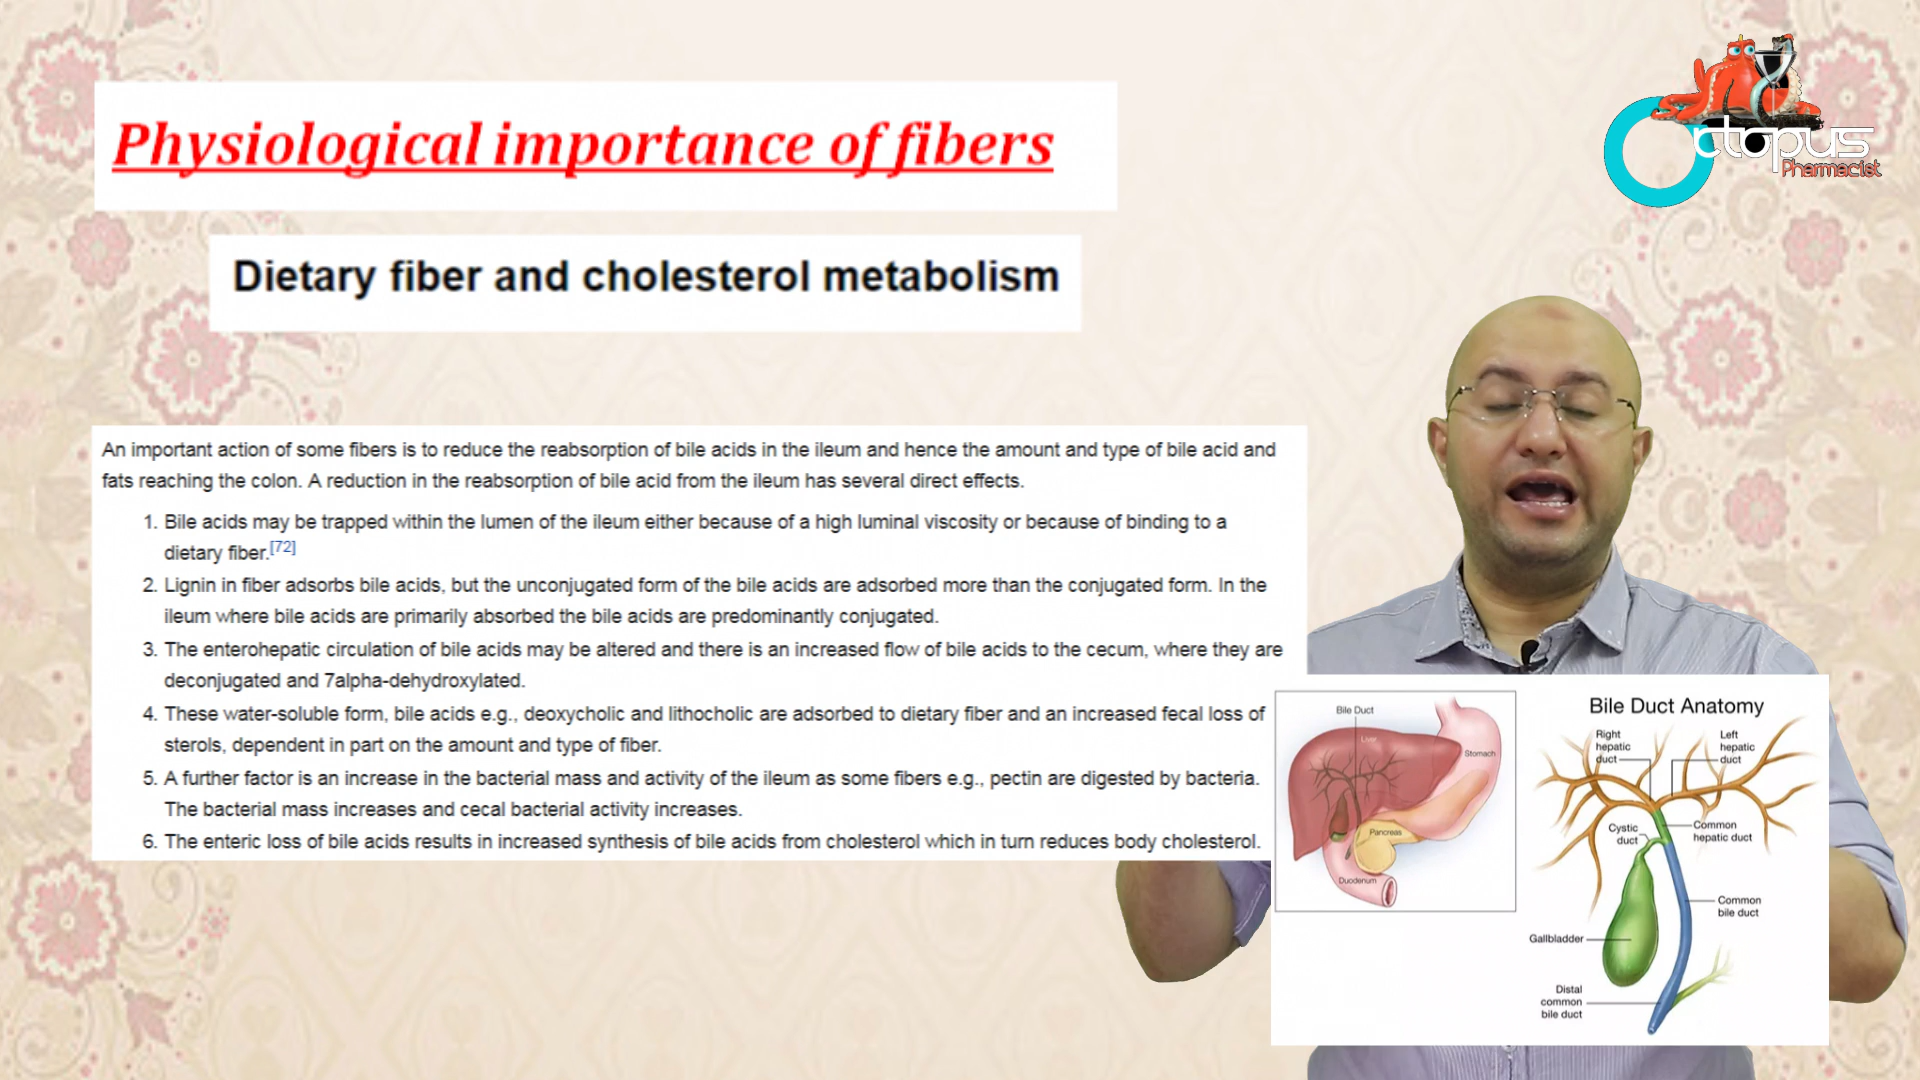 Physiological importance of fibers
Dietary fiber and cholesterol metabolism
An important action of some fibers is to reduce the reabsorption of bile acids in the ileum and hence the amount and type of bile acid and
fats reaching the colon. A reduction in the reabsorption of bile acid from the ileum has several direct effects.
1. Bile acids may be trapped within the lumen of the ileum either because of a high luminal viscosity or because of binding to a
dietary fiber.[72]
2. Lignin in fiber adsorbs bile acids, but the unconjugated form of the bile acids are adsorbed more than the conjugated form. In the
ileum where bile acids are primarily absorbed the bile acids are predominantly conjugated.
3. The enterohepatic circulation of bile acids may be altered and there is an increased flow of bile acids to the cecum, where they are
deconjugated and 7alpha-dehydroxylated.
4. These water-soluble form, bile acids e.g., deoxycholic and lithocholic are adsorbed to dietary fiber and an increased fecal loss of
sterols, dependent in part on the amount and type of fiber.
5. A further factor is an increase in the bacterial mass and activity of the ileum as some fibers e.g., pectin are digested by bacteria.
The bacterial mass increases and cecal bacterial activity increases.
6. The enteric loss of bile acids results in increased synthesis of bile acids from cholesterol which in turn reduces body cholesterol.
Octopus
Pharmacist
Bile Duct
Liver
Stomach
Pancreas
Duodenum
Bile Duct Anatomy
Right
hepatic
duct
Left
hepatic
duct
Cystic
duct
Common
hepatic duct
Common
bile duct
Gallbladder
Distal
common
bile duct